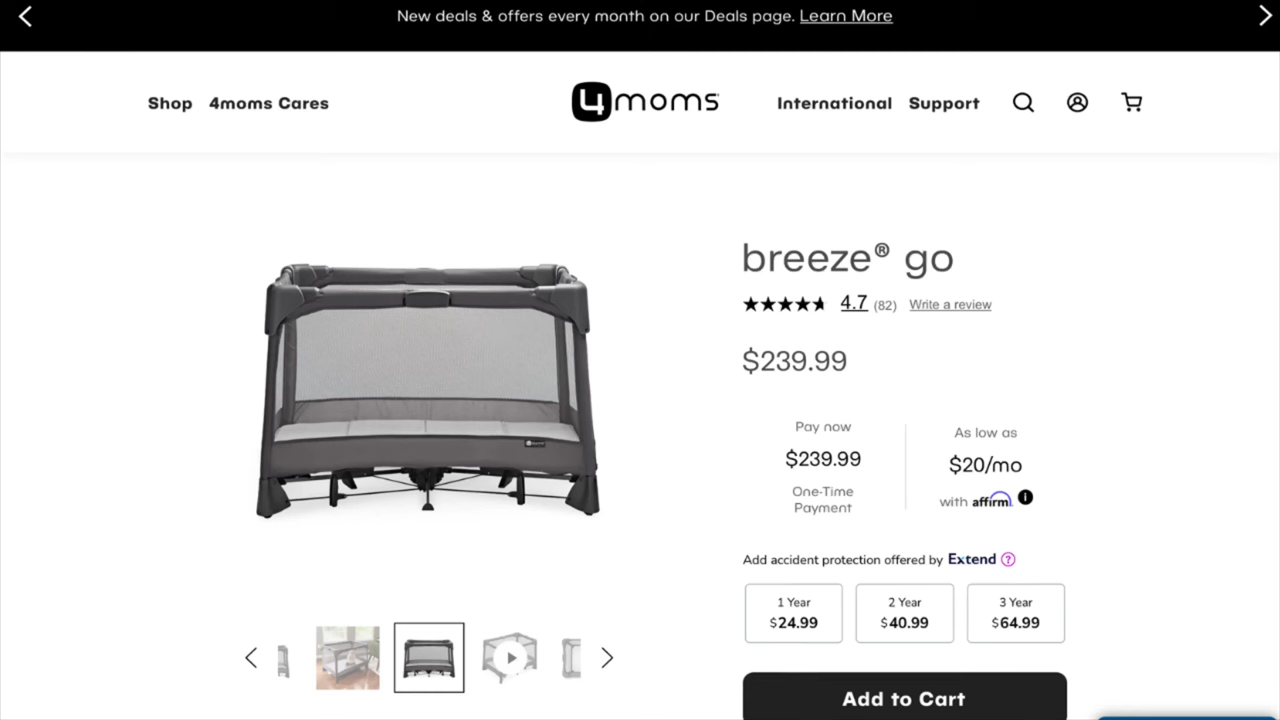 New deals & offers every month on our Deals page. Learn More
Shop 4moms Cares
4moms
International Support
breeze® go
4.7 (82) Write a review
$239.99
Pay now
$239.99
One-Time
Payment
As low as
$20/mo
with affirm
Add accident protection offered by Extend ?
1 Year
$24.99
2 Year
$40.99
3 Year
$64.99
Add to Cart